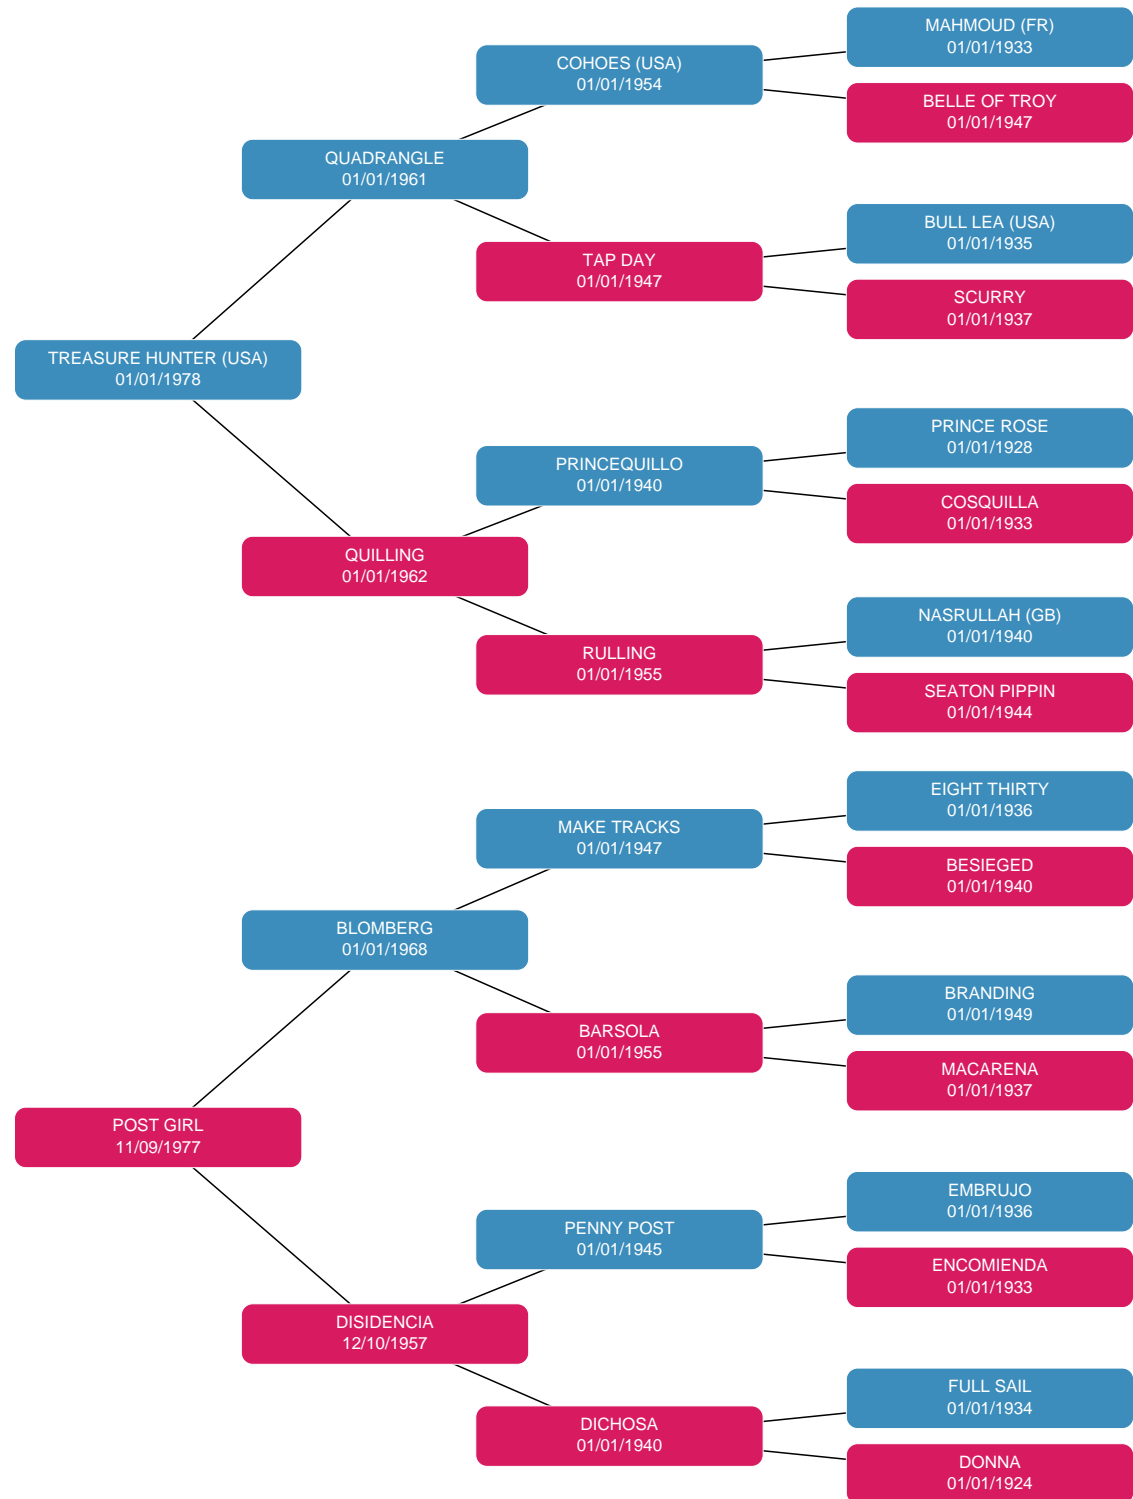 MAHMOUD (FR)
01/01/1933
COHOES (USA)
01/01/1954
BELLE OF TROY
01/01/1947
QUADRANGLE
01/01/1961
BULL LEA (USA)
01/01/1935
TAP DAY
01/01/1947
SCURRY
01/01/1937
TREASURE HUNTER (USA)
01/01/1978
PRINCE ROSE
01/01/1928
PRINCEQUILLO
01/01/1940
COSQUILLA
01/01/1933
QUILLING
01/01/1962
NASRULLAH (GB)
01/01/1940
RULLING
01/01/1955
SEATON PIPPIN
01/01/1944
EIGHT THIRTY
01/01/1936
MAKE TRACKS
01/01/1947
BESIEGED
01/01/1940
BLOMBERG
01/01/1968
BRANDING
01/01/1949
BARSOLA
01/01/1955
MACARENA
01/01/1937
POST GIRL
11/09/1977
EMBRUJO
01/01/1936
PENNY POST
01/01/1945
ENCOMIENDA
01/01/1933
DISIDENCIA
12/10/1957
FULL SAIL
01/01/1934
DICHOSA
01/01/1940
DONNA
01/01/1924